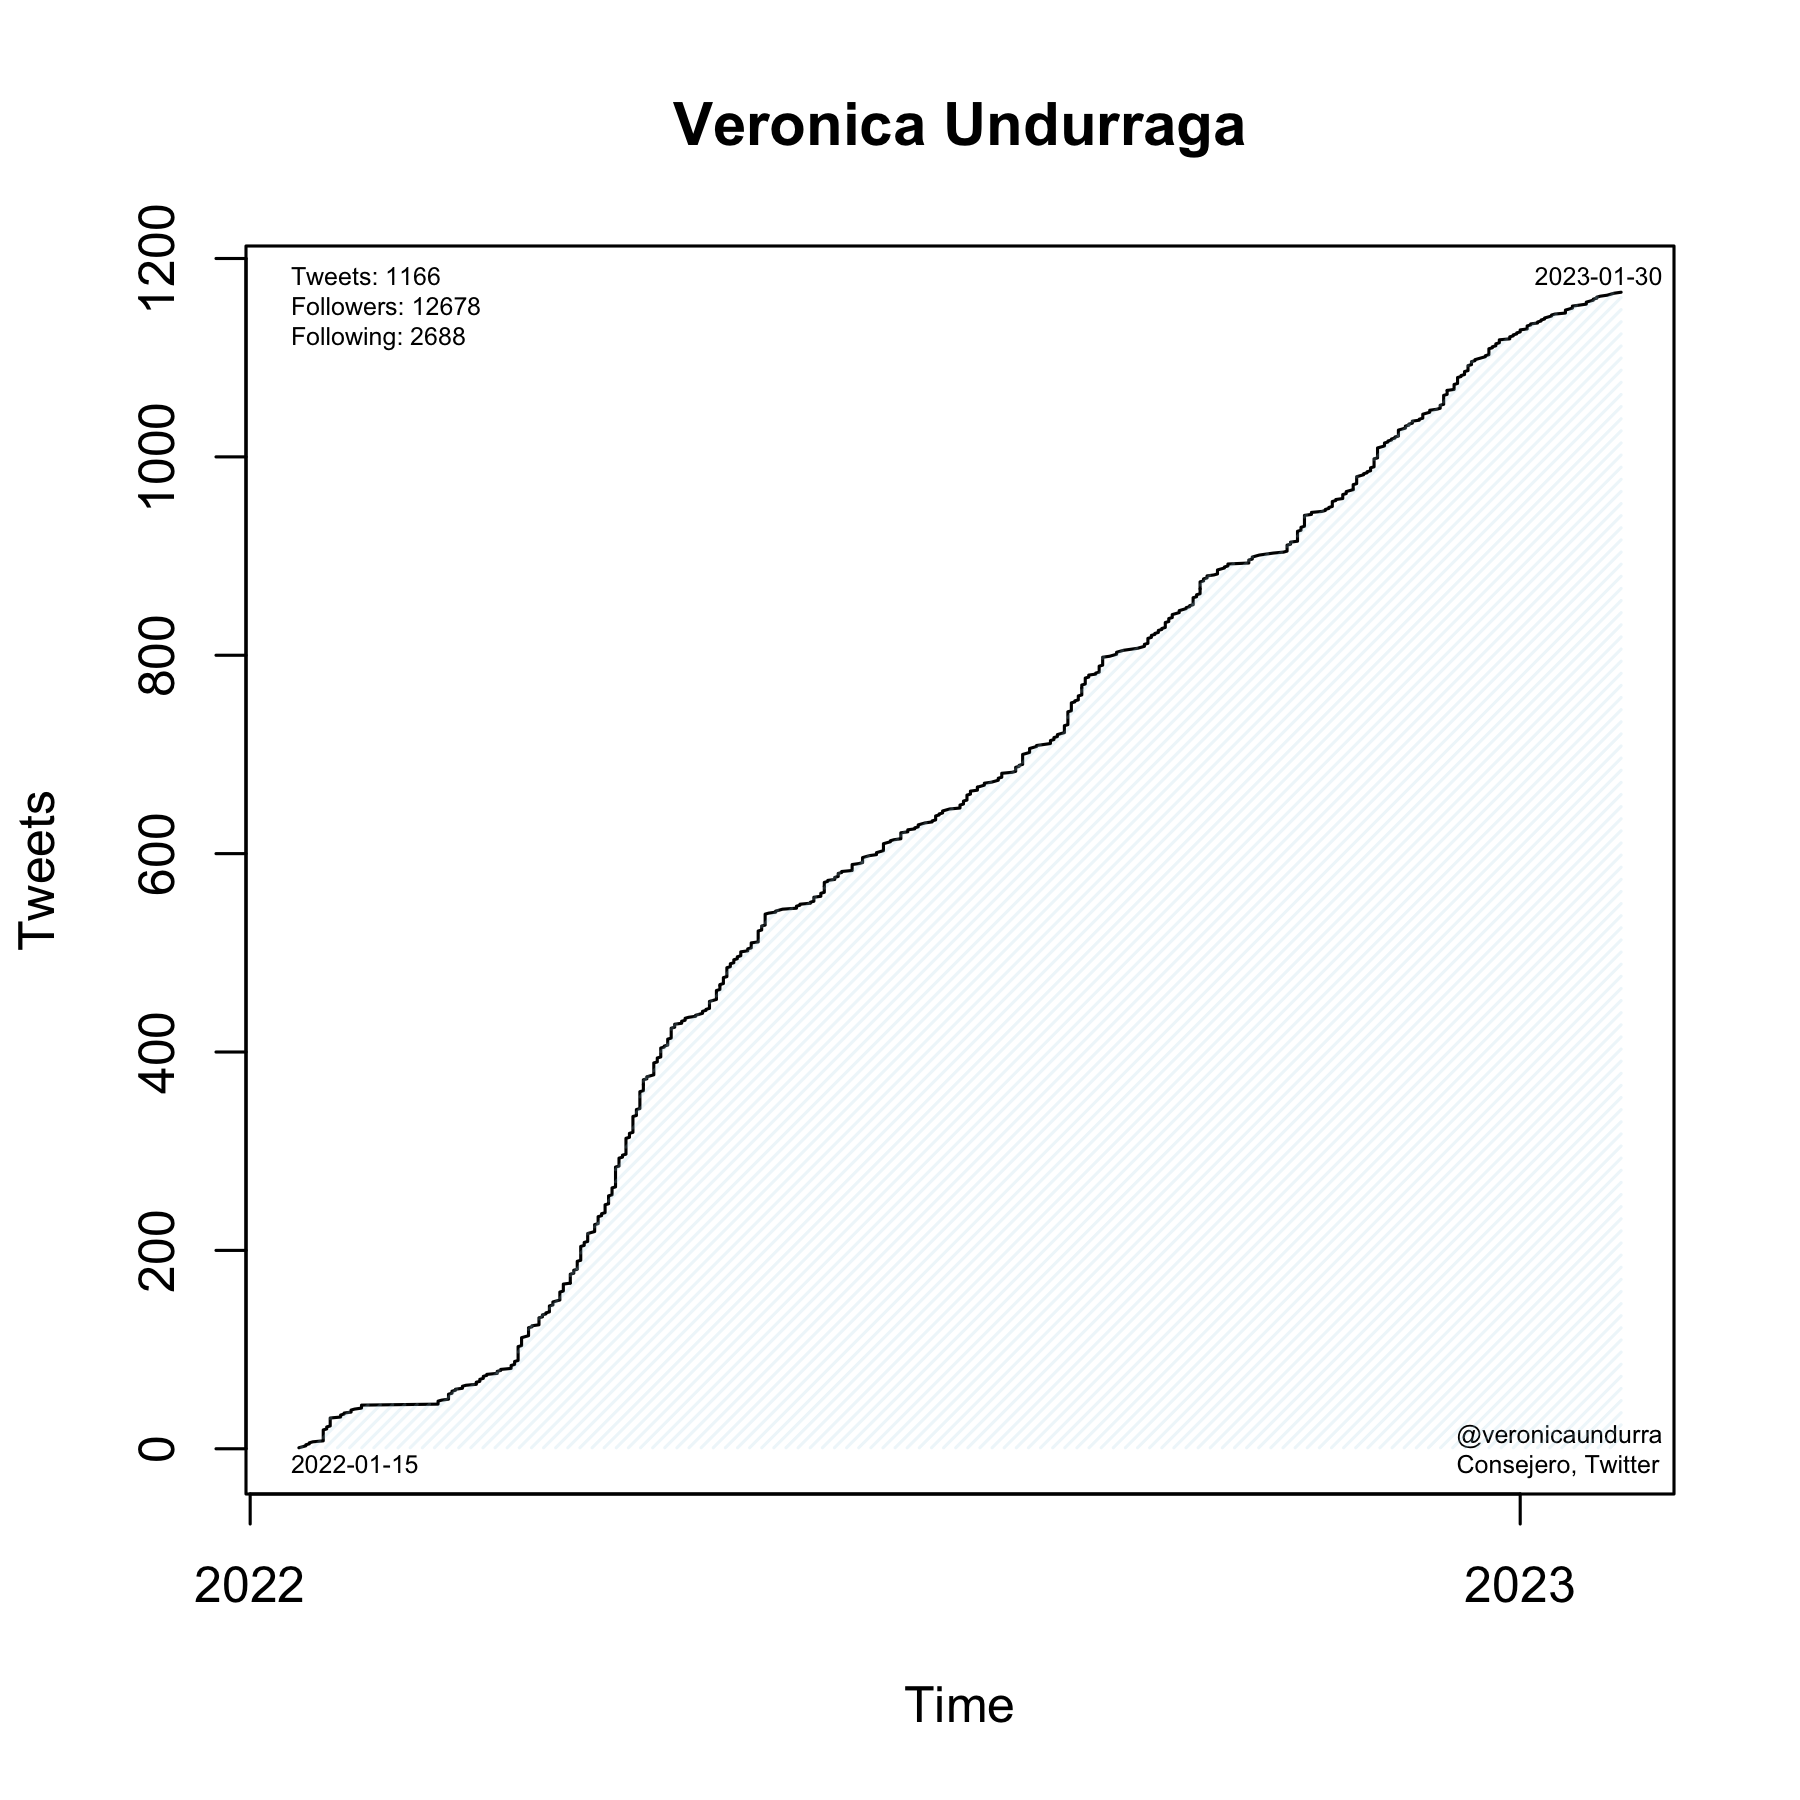 Veronica Undurraga
Tweets: 1166
Followers: 12678
Following: 2688
2023-01-30
1200
1000
800
600
400
200
0
Tweets
2022-01-15
@veronicaundurra
Consejero, Twitter
2022
2023
Time